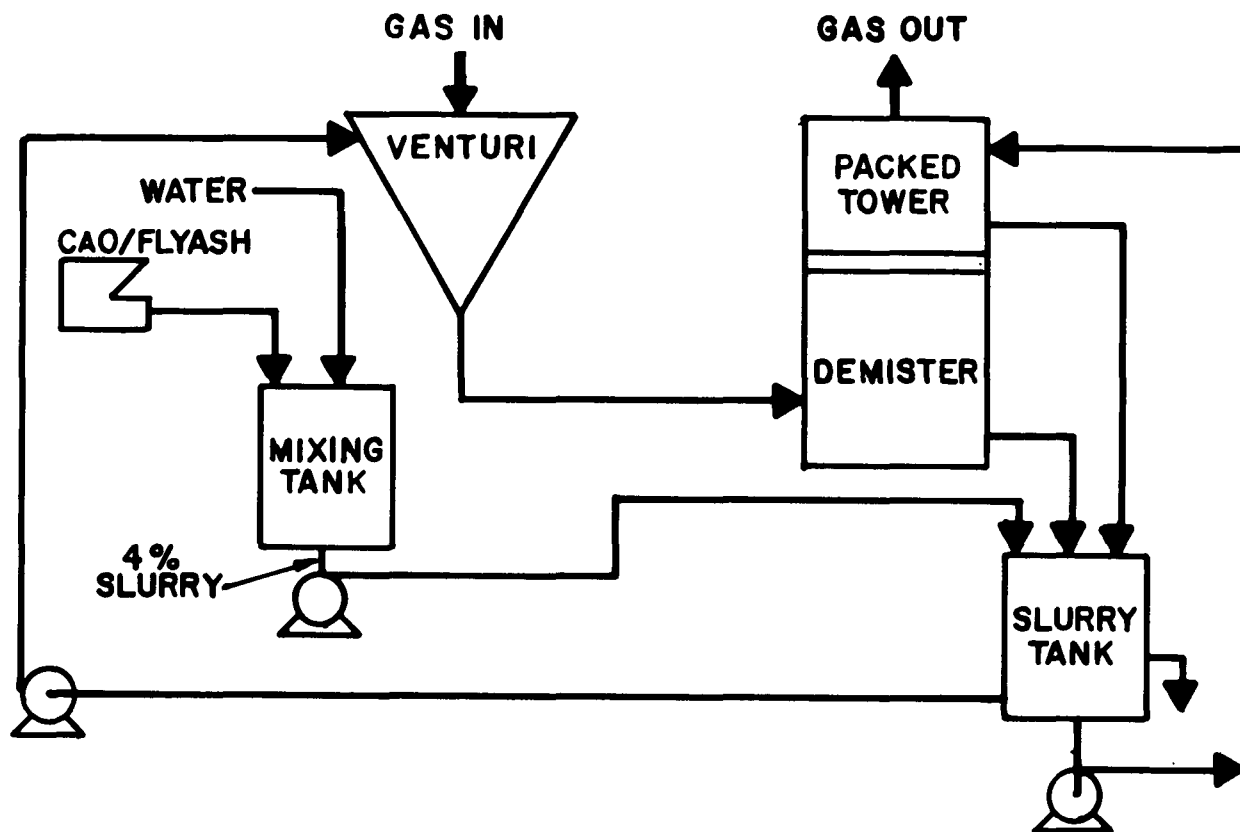 GAS IN
GAS OUT
VENTURI
PACKED
TOWER
WATER
CAO/FLYASH
DEMISTER
MIXING
TANK
4%
SLURRY
SLURRY
TANK